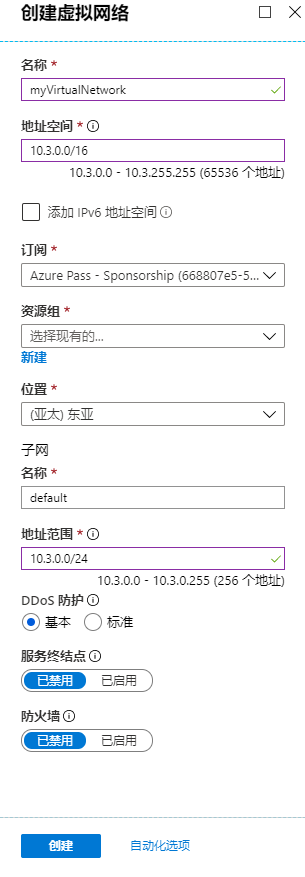 创建虚拟网络
名称 *
myVirtualNetwork
地址空间 *
10.3.0.0/16
10.3.0.0 - 10.3.255.255 (65536 个地址)
添加 IPv6 地址空间
订阅 *
Azure Pass - Sponsorship (668807e5-5...
资源组 *
选择现有的...
新建
位置 *
(亚太) 东亚
子网
名称 *
default
地址范围 *
10.3.0.0/24
10.3.0.0 - 10.3.0.255 (256 个地址)
DDoS 防护
基本 标准
服务终结点
已禁用 已启用
防火墙
已禁用 已启用
创建 自动化选项